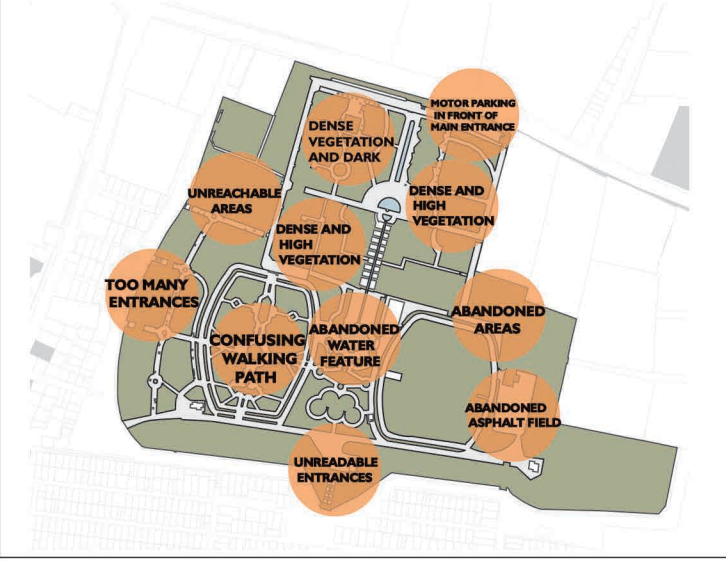 MOTOR PARKING
IN FRONT OF
MAIN ENTRANCE
DENSE
VEGETATION
AND DARK
UNREACHABLE
AREAS
DENSE AND
HIGH
VEGETATION
DENSE AND
HIGH
VEGETATION
TOO MANY
ENTRANCES
ABANDONED
AREAS
CONFUSING
WALKING
PATH
ABANDONED
WATER
FEATURE
ABANDONED
ASPHALT FIELD
UNREADABLE
ENTRANCES